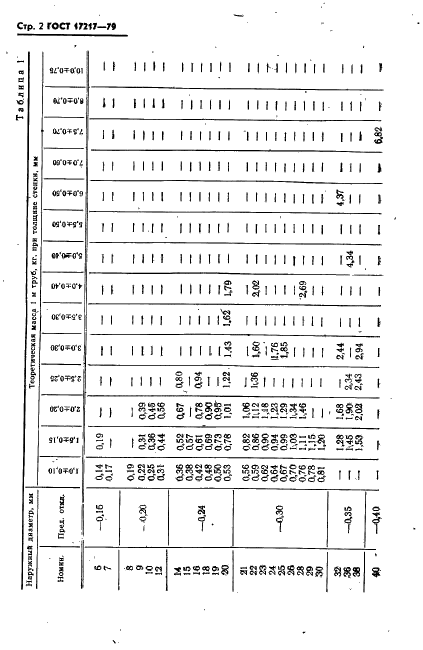 Стр. 2 ГОСТ 17217—79
Таблица 1
Наружный диаметр, мм Теоретическая масса 1 м труб, кг, при толщине стенки, мм
Номин. Пред. откл. 1,0±0,10 1,5±0,15 2,0±0,20 2,5±0,25 3,0±0,30 3,5±0,30 4,0±0,40 5,0±0,40 5,5±0,50 6,0±0,50 7,0±0,60 7,5±0,70 8,0±0,70 10,0±0,75
6 —0,16 0,14 0,19 — — — — — — — — — — — —
7 0,17 — — — — — — — — — — — — —
8 —0,20 0,19 — — — — — — — — — — — — —
9 0,22 0,31 0,39 — — — — — — — — — — —
10 0,25 0,36 0,45 — — — — — — — — — — —
12 0,31 0,44 0,56 — — — — — — — — — — —
14 —0,24 0,36 0,52 0,67 0,80 — — — — — — — — — —
15 0,38 0,57 — — — — — — — — — — — —
16 0,42 0,61 0,78 0,94 — — — — — — — — — —
18 0,48 0,69 0,90 — — — — — — — — — — —
19 0,50 0,73 0,95 — — — — — — — — — — —
20 0,53 0,78 1,01 1,22 1,43 1,62 1,79 — — — — — — —
21 —0,30 0,56 0,82 1,06 — — — — — — — — — — —
22 0,59 0,86 1,12 1,36 1,60 — 2,02 — — — — — — —
23 0,62 0,90 1,18 — — — — — — — — — — —
24 0,64 0,94 1,23 — 1,76 — — — — — — — — —
25 0,67 0,99 1,29 — 1,85 — — — — — — — — —
26 0,70 1,03 1,34 — — — — — — — — — — —
28 0,76 1,11 1,46 — — — 2,69 — — — — — — —
29 0,78 1,15 — — — — — — — — — — — —
30 0,81 1,20 — — — — — — — — — — — —
32 —0,35 — 1,28 1,68 — 2,44 — — — — 4,37 — — — —
36 — 1,45 1,90 2,34 — — — 4,34 — — — — — —
38 — 1,53 2,02 2,43 2,94 — — — — — — — — —
40 —0,40 — — — — — — — — — — — 6,82 — —